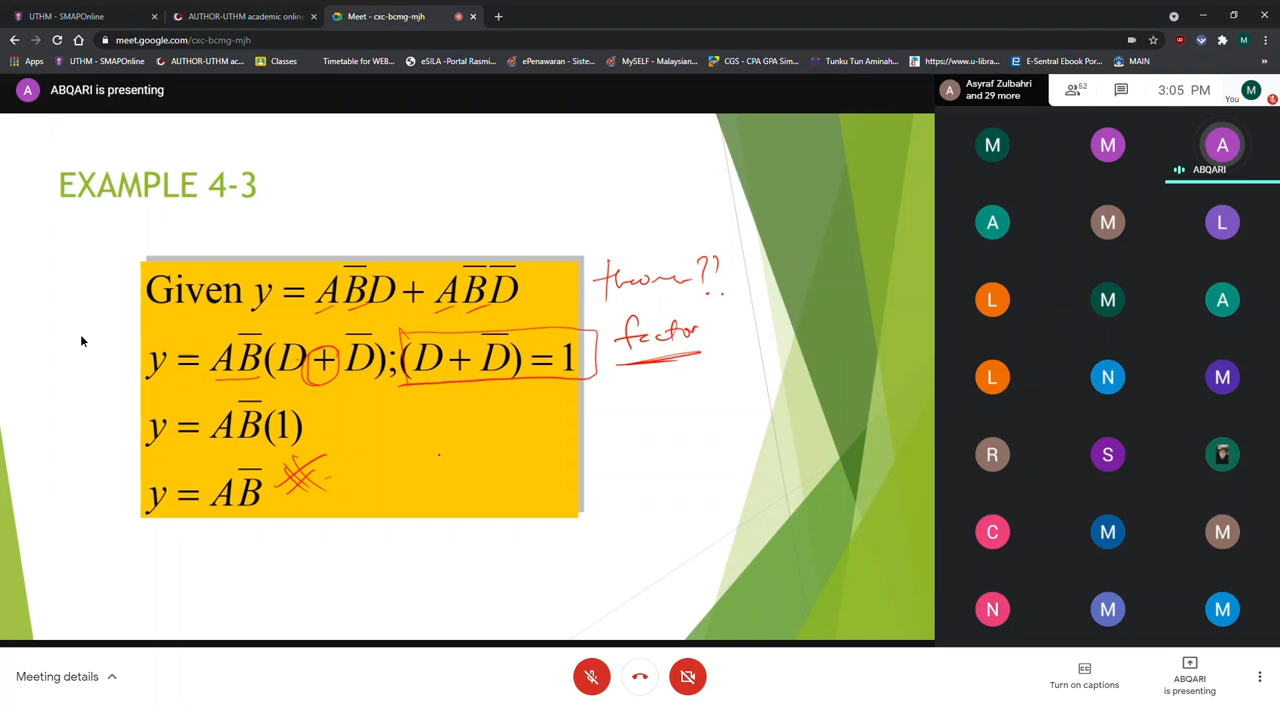 UTHM - SMAPOnline
AUTHOR-UTHM academic online
Meet - cxc-bcmg-mjh
meet.google.com/cxc-bcmg-mjh
M
Apps
UTHM - SMAPOnline
AUTHOR-UTHM ac...
Classes
Timetable for WEB...
eSILA -Portal Rasmi...
ePenawaran - Siste...
MySELF - Malaysian...
CGS - CPA GPA Sim...
Tunku Tun Aminah...
https://www.u-libra...
E-Sentral Ebook Por...
MAIN
»
A
ABQARI is presenting
A
Asyraf Zulbahri
and 29 more
52
3:05 PM
You
M
EXAMPLE 4-3
Given y = AB̅D + AB̅D̅
y = AB̅(D + D̅);(D + D̅) = 1
y = AB̅(1)
y = AB̅
??
factor
M
M
A
ABQARI
A
M
L
L
M
A
L
N
M
R
S
C
M
M
N
M
M
Meeting details
CC
Turn on captions
ABQARI
is presenting